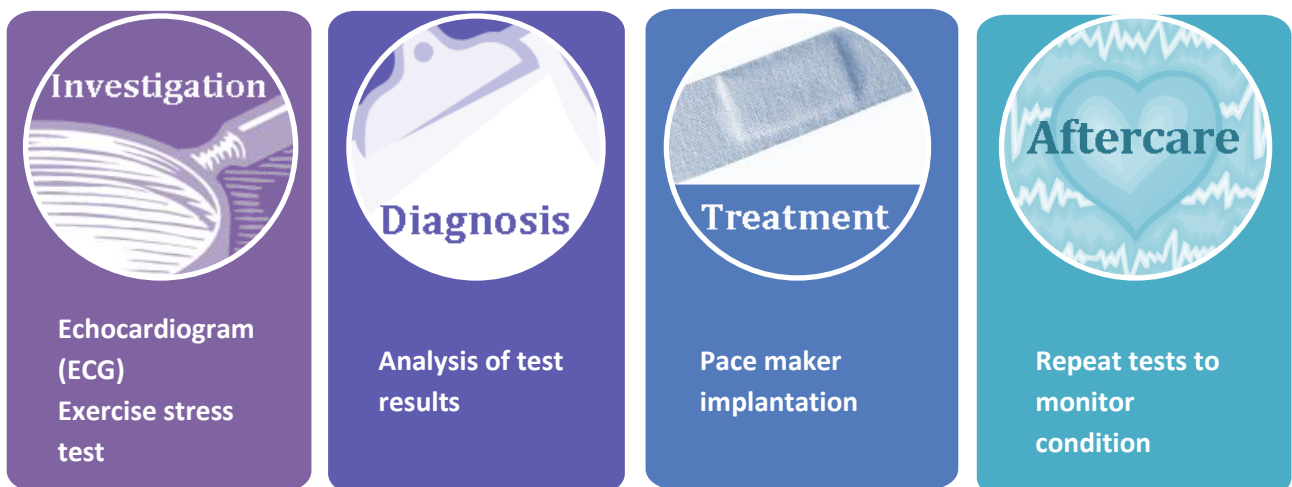 Investigation
Echocardiogram
(ECG)
Exercise stress
test
Diagnosis
Analysis of test
results
Treatment
Pace maker
implantation
Aftercare
Repeat tests to
monitor
condition